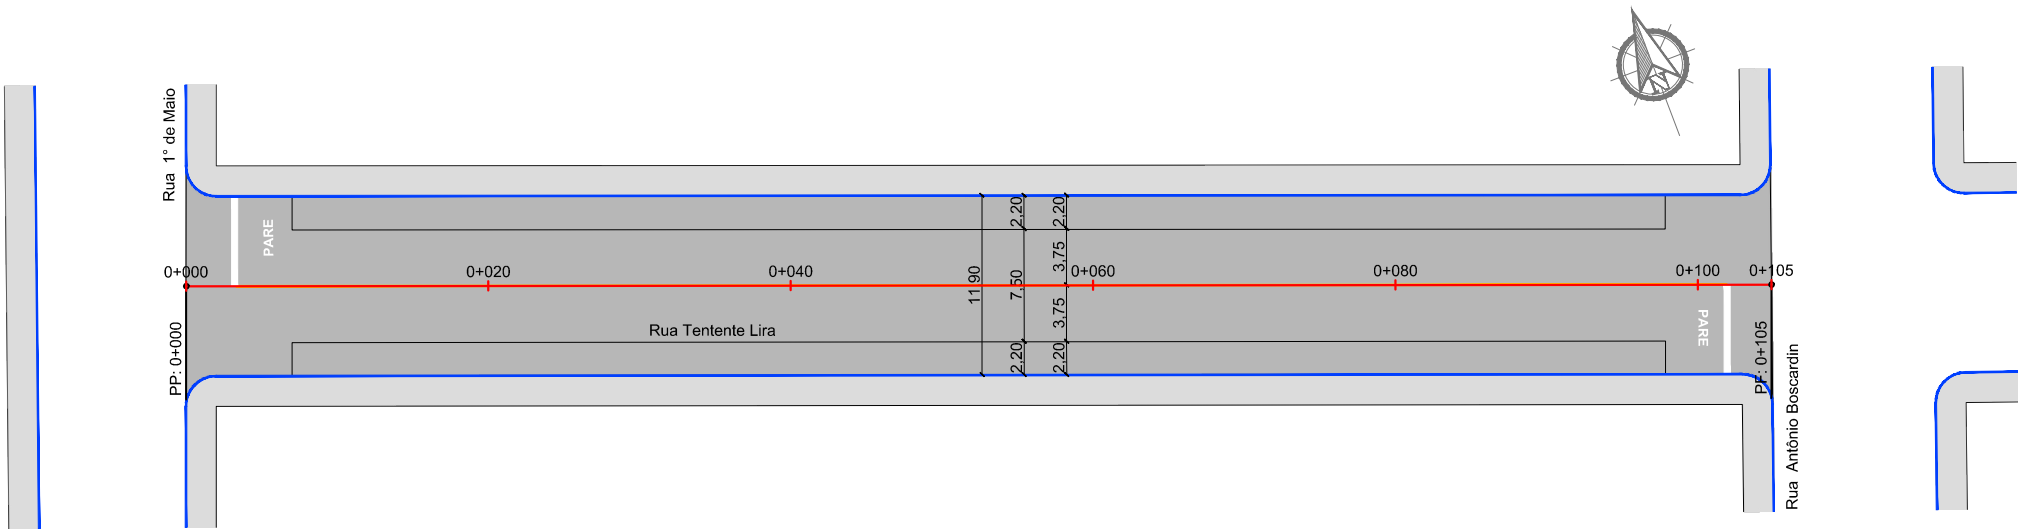 Rua 1° de Maio
N
PARE
2,20
2,20
3,75
0+000
0+020
0+040
11,90
7,50
0+060
0+080
0+100
0+105
3,75
Rua Tentente Lira
PARE
PP: 0+000
2,20
2,20
PF: 0+105
Rua Antônio Boscardin